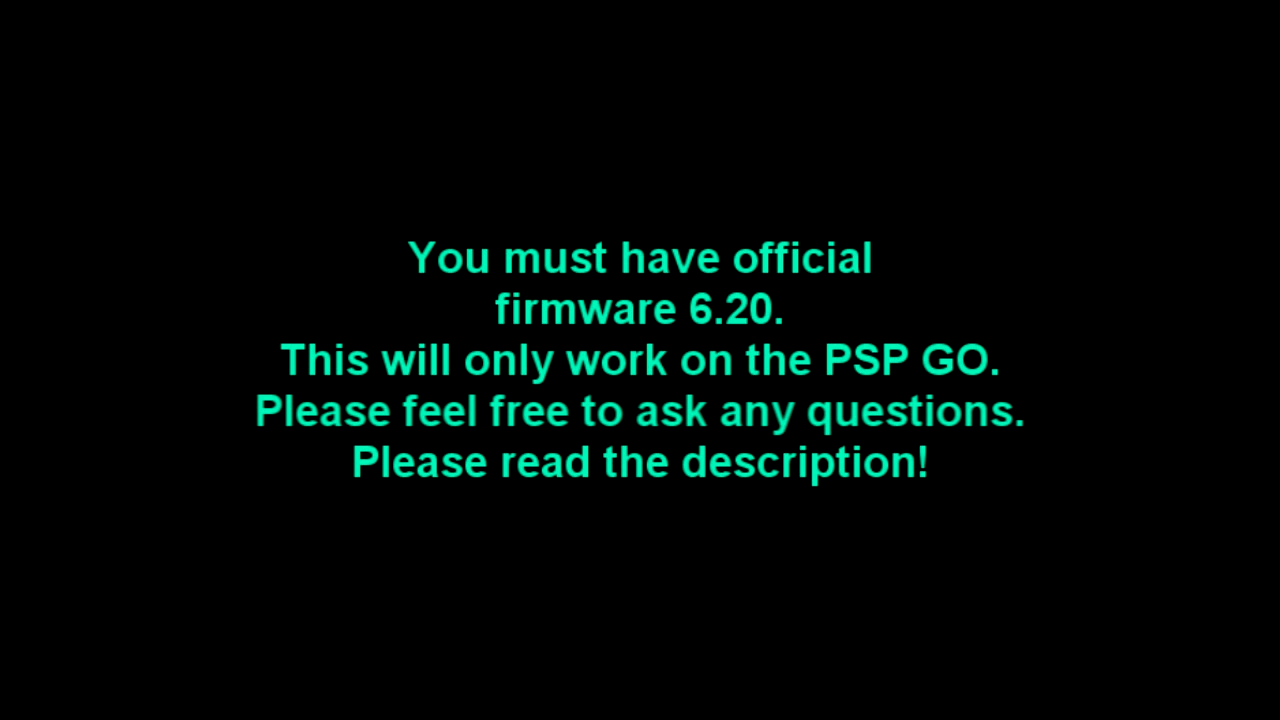 You must have official
firmware 6.20.
This will only work on the PSP GO.
Please feel free to ask any questions.
Please read the description!